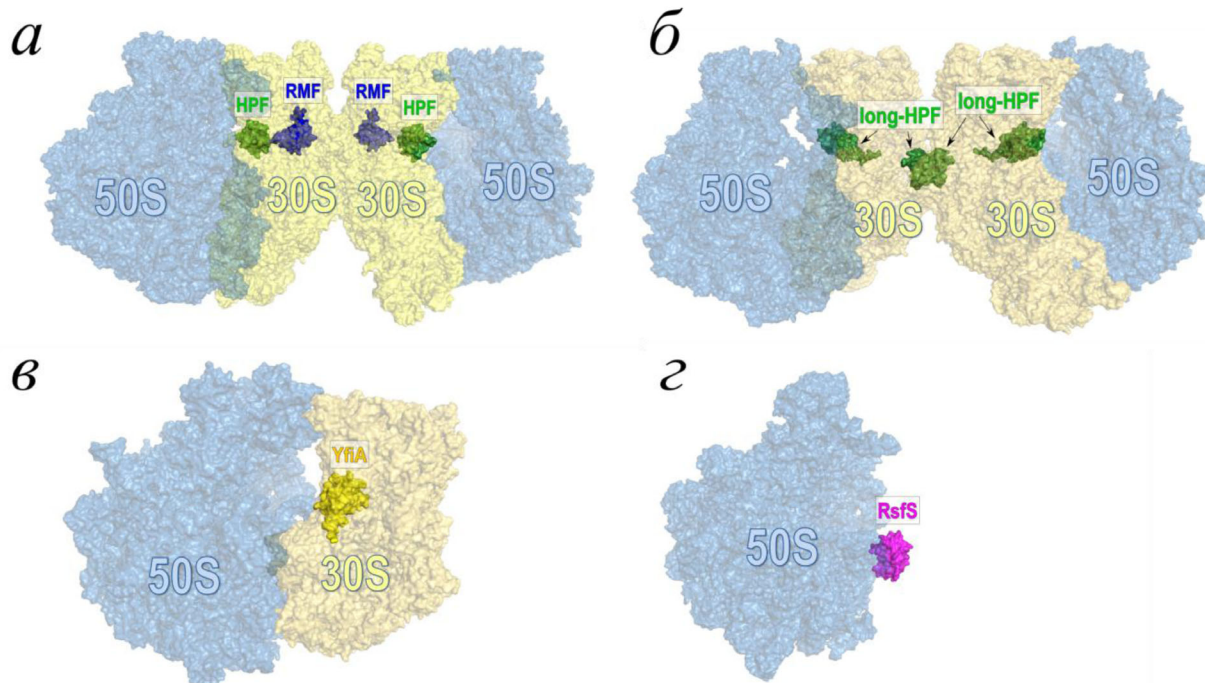 а
HPF
RMF
RMF
HPF
50S
30S
30S
50S
б
long-HPF
long-HPF
50S
30S
30S
50S
в
YfiA
50S
30S
г
RsfS
50S